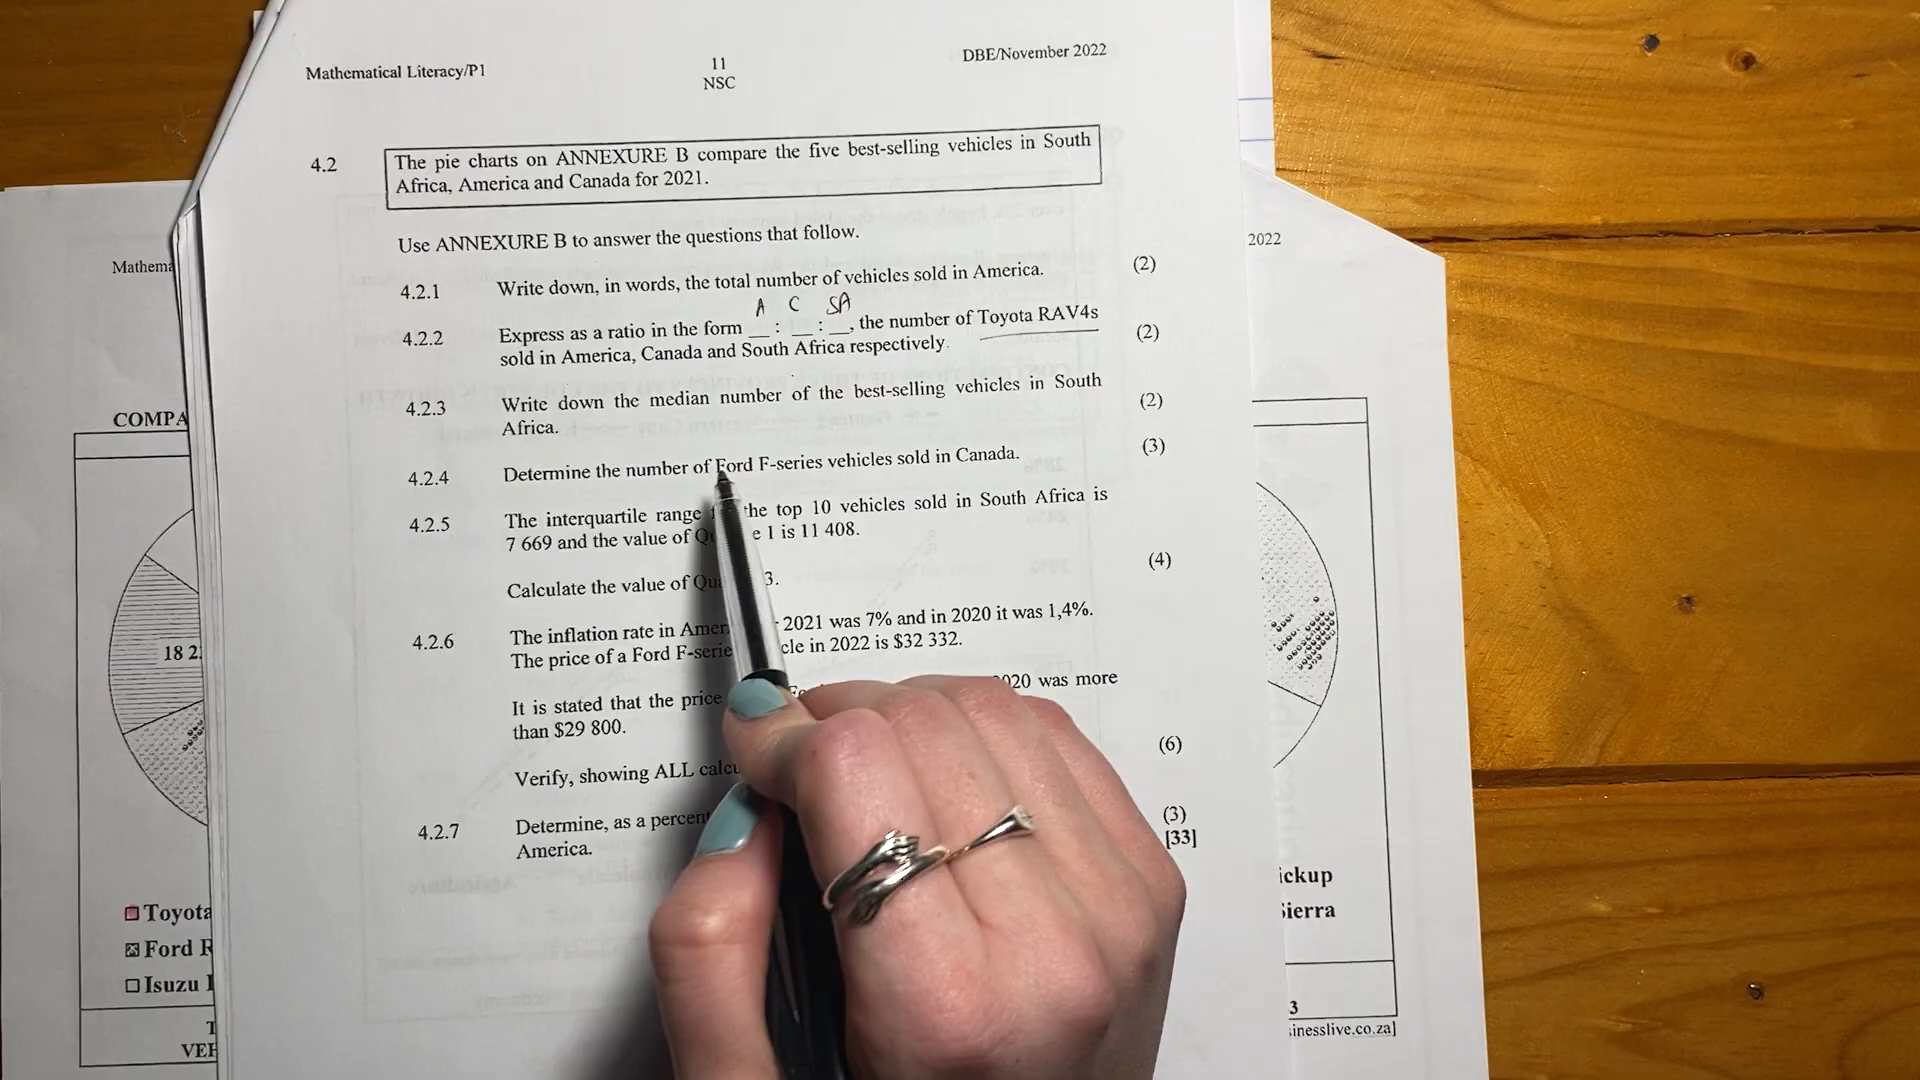 Mathematical Literacy/P1
11
NSC
DBE/November 2022
4.2
The pie charts on ANNEXURE B compare the five best-selling vehicles in South
Africa, America and Canada for 2021.
Use ANNEXURE B to answer the questions that follow.
4.2.1 Write down, in words, the total number of vehicles sold in America. (2)
A C SA
4.2.2 Express as a ratio in the form __ : __ : __, the number of Toyota RAV4s
sold in America, Canada and South Africa respectively. (2)
4.2.3 Write down the median number of the best-selling vehicles in South
Africa. (2)
4.2.4 Determine the number of Ford F-series vehicles sold in Canada. (3)
4.2.5 The interquartile range the top 10 vehicles sold in South Africa is
7 669 and the value of 1 is 11 408.
Calculate the value of 3. (4)
4.2.6 The inflation rate in 2021 was 7% and in 2020 it was 1,4%.
The price of a Ford in 2022 is $32 332.
It is stated that the price was more
than $29 800.
Verify, showing ALL (6)
4.2.7 Determine, as a
America. (3)
[33]
2022
18 2
Toyota
Ford
Isuzu
3